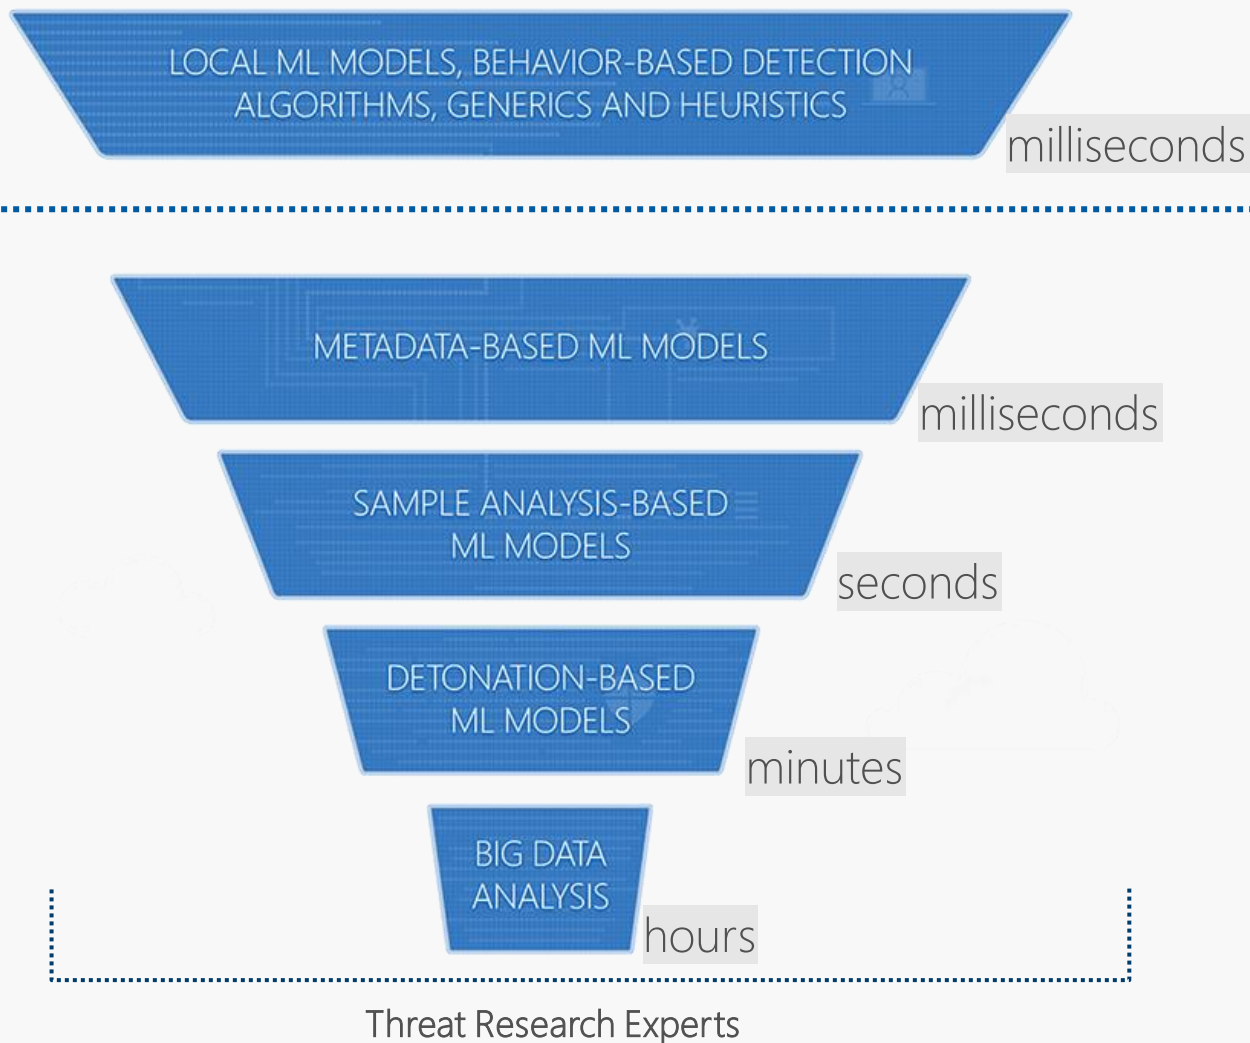 LOCAL ML MODELS, BEHAVIOR-BASED DETECTION
ALGORITHMS, GENERICS AND HEURISTICS
milliseconds
METADATA-BASED ML MODELS
milliseconds
SAMPLE ANALYSIS-BASED
ML MODELS
seconds
DETONATION-BASED
ML MODELS
minutes
BIG DATA
ANALYSIS
hours
Threat Research Experts